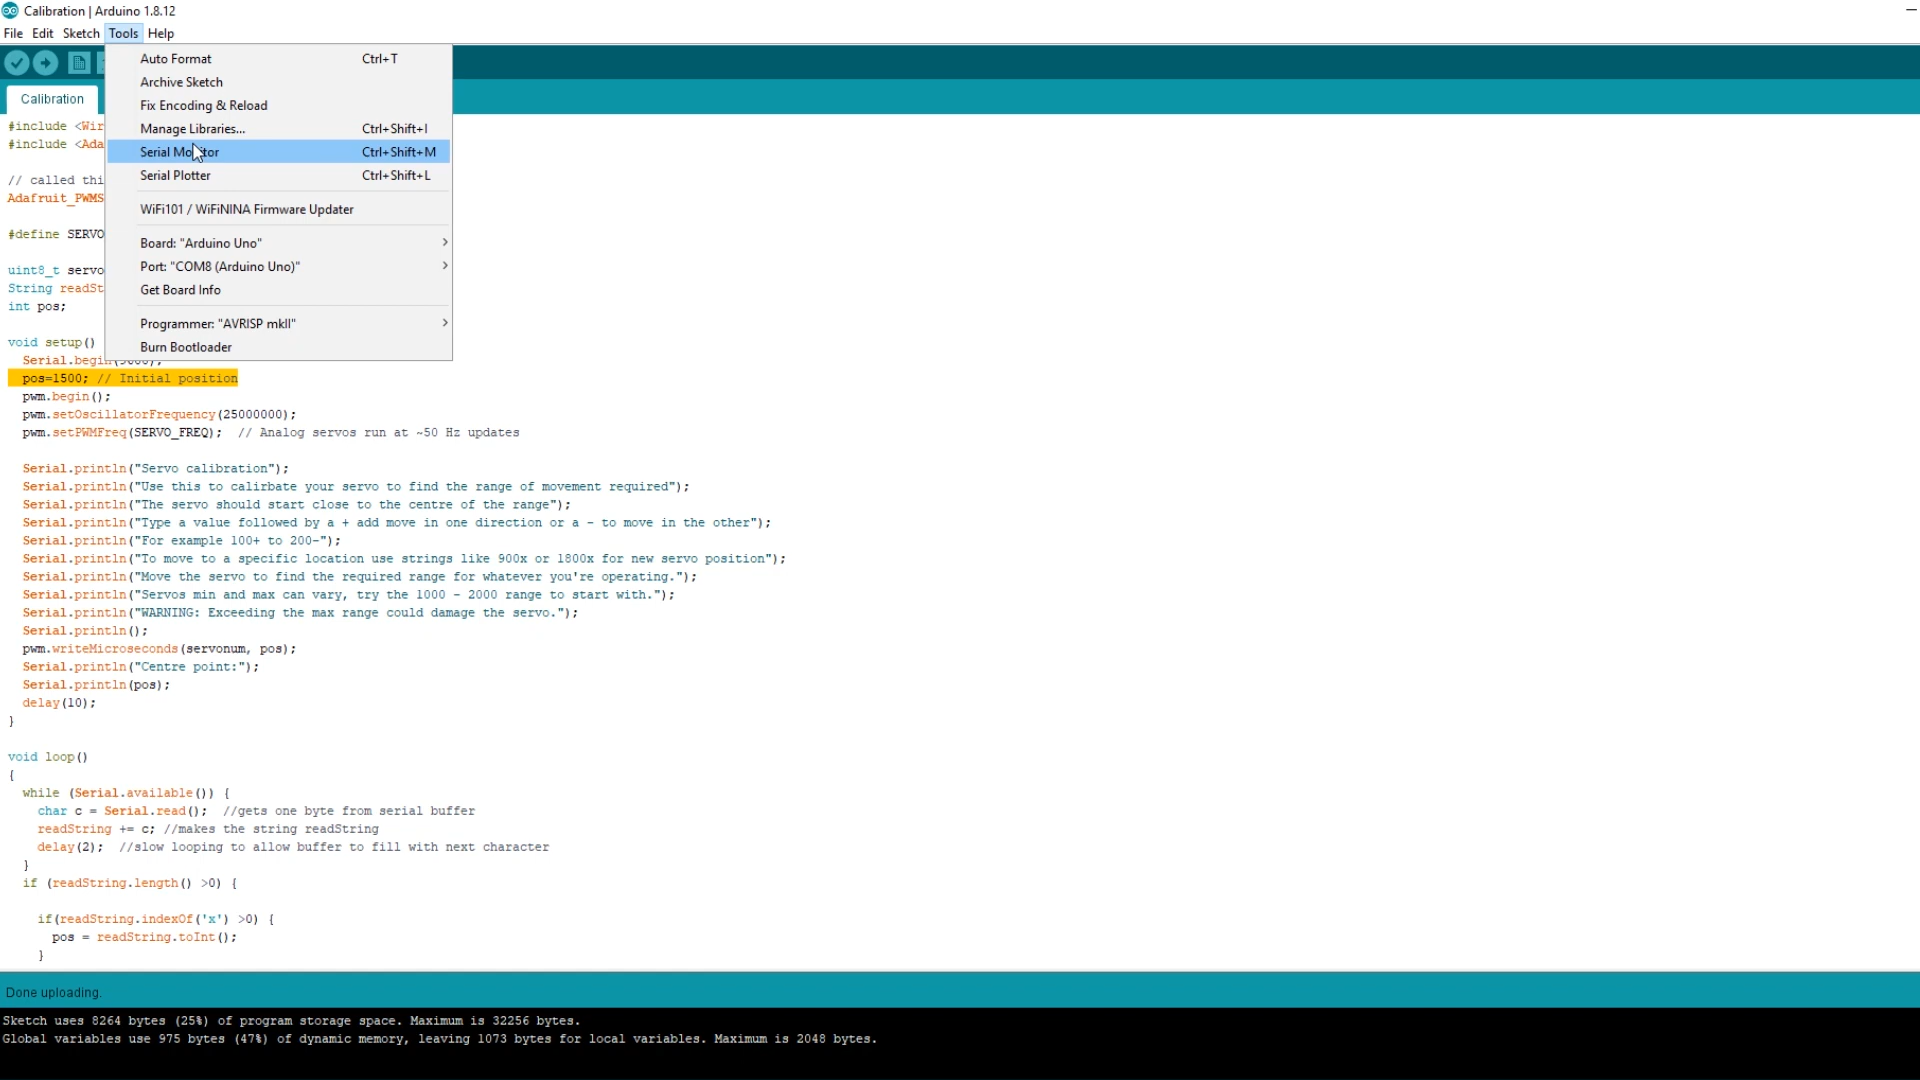 Calibration | Arduino 1.8.12
File Edit Sketch Tools Help
Auto Format Ctrl+T
Archive Sketch
Fix Encoding & Reload
Manage Libraries... Ctrl+Shift+I
Serial Monitor Ctrl+Shift+M
Serial Plotter Ctrl+Shift+L
WiFi101 / WiFiNINA Firmware Updater
Board: "Arduino Uno"
Port: "COM8 (Arduino Uno)"
Get Board Info
Programmer: "AVRISP mkII"
Burn Bootloader
Calibration
#include <Wir
#include <Ada
// called thi
Adafruit_PWMS
#define SERVO
uint8_t servo
String readSt
int pos;
void setup()
Serial.begin(9600);
pos=1500; // Initial position
pwm.begin();
pwm.setOscillatorFrequency(25000000);
pwm.setPWMFreq(SERVO_FREQ);  // Analog servos run at ~50 Hz updates
Serial.println("Servo calibration");
Serial.println("Use this to calirbate your servo to find the range of movement required");
Serial.println("The servo should start close to the centre of the range");
Serial.println("Type a value followed by a + add move in one direction or a - to move in the other");
Serial.println("For example 100+ to 200-");
Serial.println("To move to a specific location use strings like 900x or 1800x for new servo position");
Serial.println("Move the servo to find the required range for whatever you're operating.");
Serial.println("Servos min and max can vary, try the 1000 - 2000 range to start with.");
Serial.println("WARNING: Exceeding the max range could damage the servo.");
Serial.println();
pwm.writeMicroseconds(servonum, pos);
Serial.println("Centre point:");
Serial.println(pos);
delay(10);
}
void loop()
{
while (Serial.available()) {
char c = Serial.read();  //gets one byte from serial buffer
readString += c; //makes the string readString
delay(2);  //slow looping to allow buffer to fill with next character
}
if (readString.length() >0) {
if(readString.indexOf('x') >0) {
pos = readString.toInt();
}
Done uploading.
Sketch uses 8264 bytes (25%) of program storage space. Maximum is 32256 bytes.
Global variables use 975 bytes (47%) of dynamic memory, leaving 1073 bytes for local variables. Maximum is 2048 bytes.